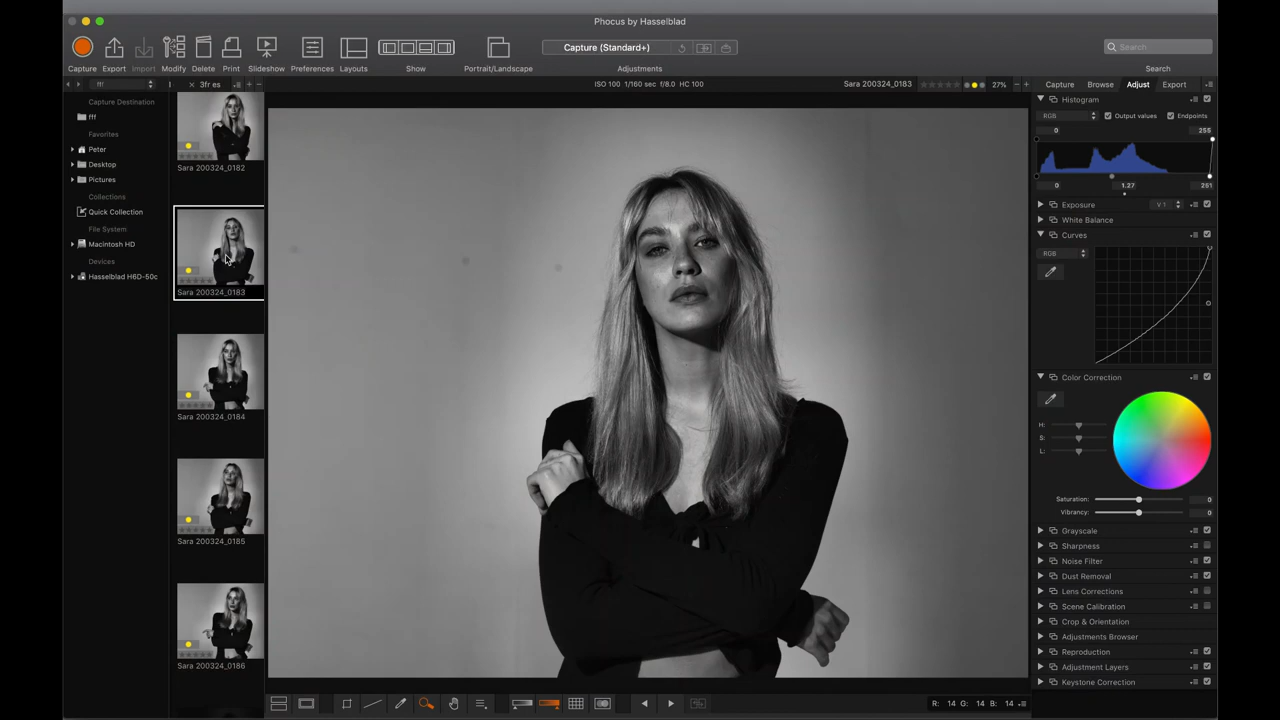 Phocus by Hasselblad
Capture Export Import Modify Delete Print Slideshow Preferences Layouts Show Portrait/Landscape Capture (Standard+) Adjustments Search Search
fff 3fr es ISO 100 1/160 sec f/8.0 HC 100 Sara 200324_0183 27% Capture Browse Adjust Export
Capture Destination
fff
Favorites
Peter
Desktop
Pictures
Collections
Quick Collection
File System
Macintosh HD
Devices
Hasselblad H6D-50c
Sara 200324_0182
Sara 200324_0183
Sara 200324_0184
Sara 200324_0185
Sara 200324_0186
Histogram
RGB Output values Endpoints
0 255
0 1.27 251
Exposure V 1
White Balance
Curves
RGB
Color Correction
H:
S:
L:
Saturation: 0
Vibrancy: 0
Grayscale
Sharpness
Noise Filter
Dust Removal
Lens Corrections
Scene Calibration
Crop & Orientation
Adjustments Browser
Reproduction
Adjustment Layers
Keystone Correction
R: 14 G: 14 B: 14